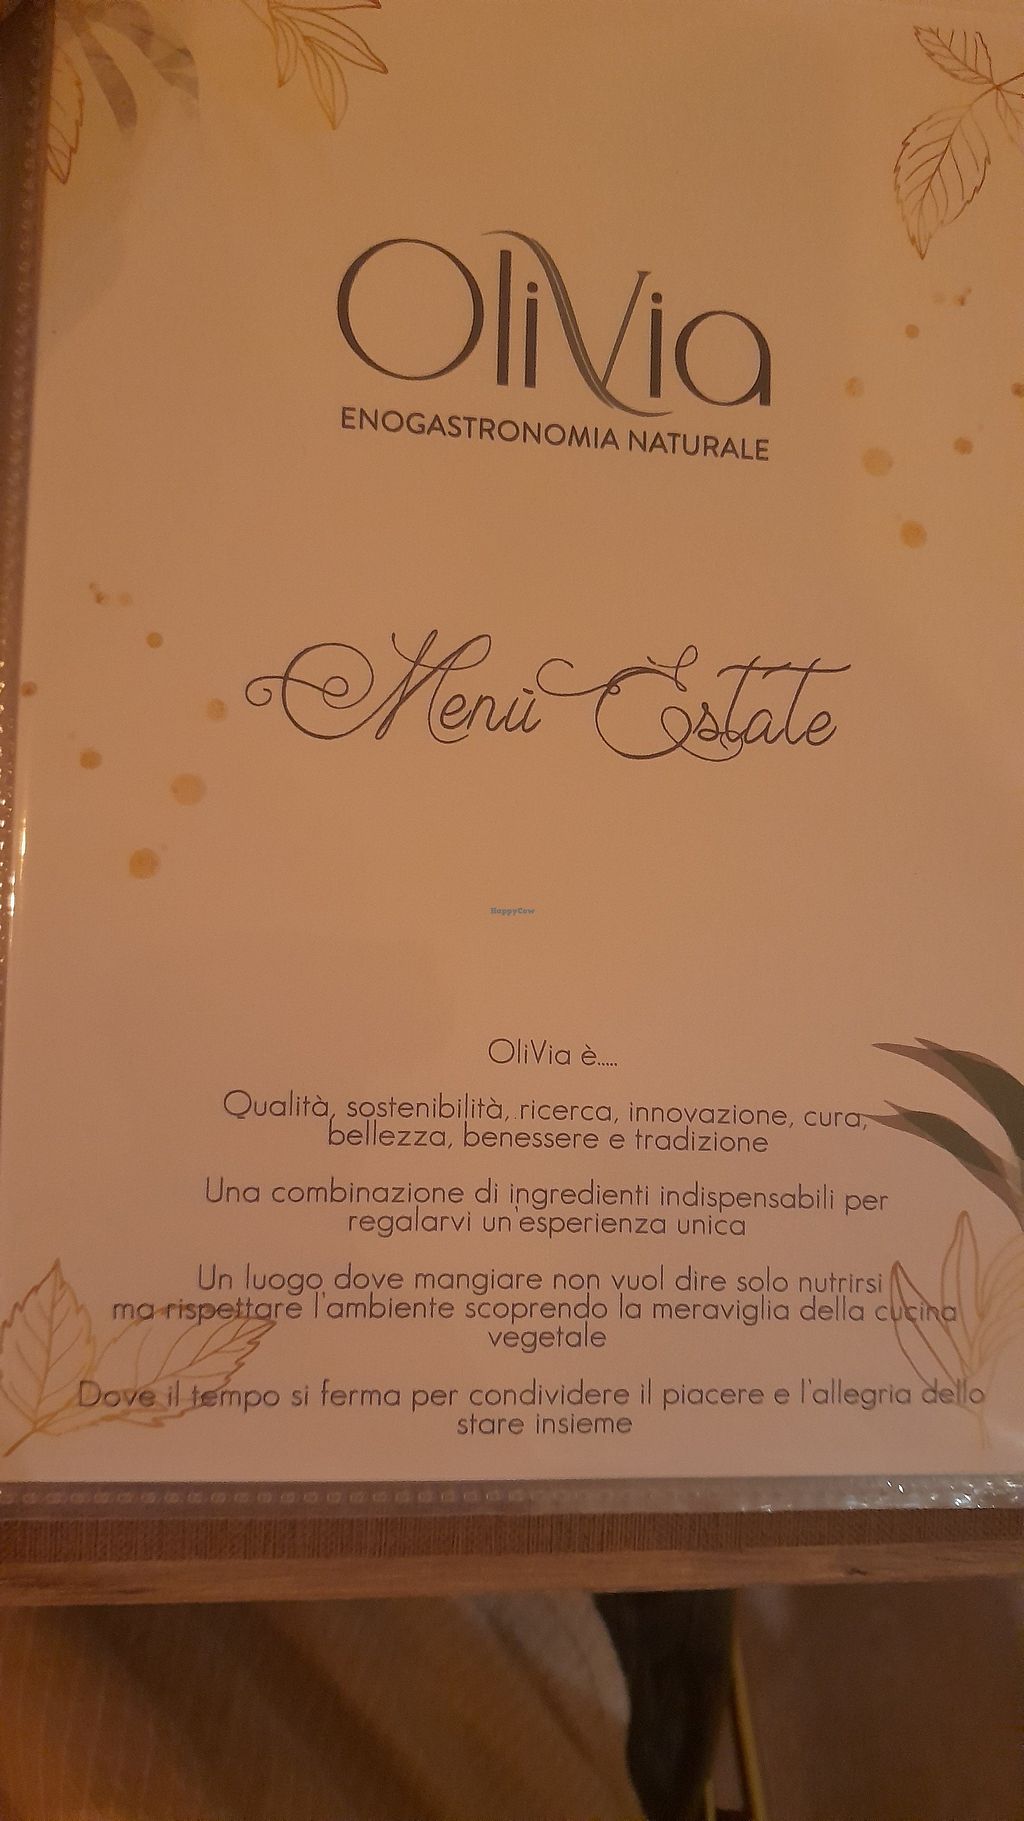 OliVia
ENOGASTRONOMIA NATURALE
Menù Estate
HappyCow
OliVia è.....
Qualità, sostenibilità, ricerca, innovazione, cura,
bellezza, benessere e tradizione
Una combinazione di ingredienti indispensabili per
regalarvi un'esperienza unica
Un luogo dove mangiare non vuol dire solo nutrirsi
ma rispettare l'ambiente scoprendo la meraviglia della cucina
vegetale
Dove il tempo si ferma per condividere il piacere e l'allegria dello
stare insieme